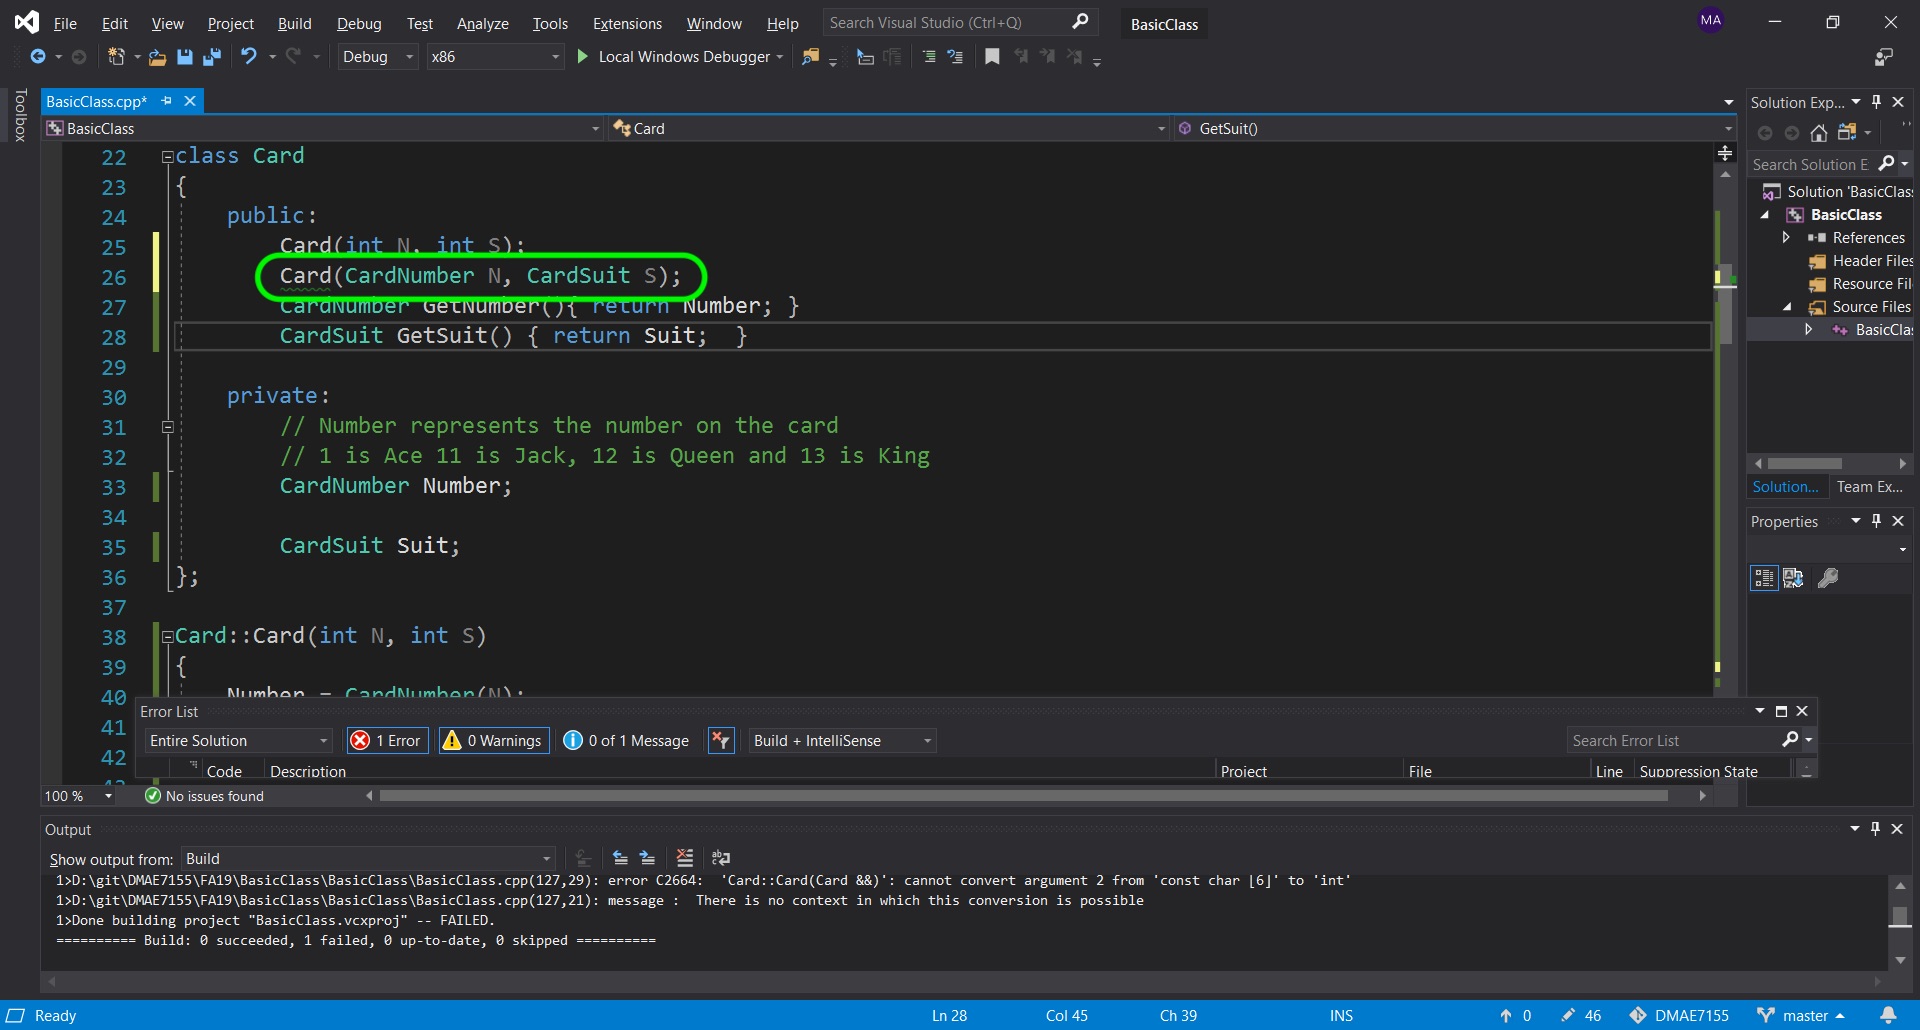 File Edit View Project Build Debug Test Analyze Tools Extensions Window Help Search Visual Studio (Ctrl+Q) BasicClass MA
Debug x86 Local Windows Debugger
Toolbox
BasicClass.cpp*
BasicClass Card GetSuit()
22 class Card
23 {
24 public:
25 Card(int N, int S);
26 Card(CardNumber N, CardSuit S);
27 CardNumber GetNumber(){ return Number; }
28 CardSuit GetSuit() { return Suit; }
29
30 private:
31 // Number represents the number on the card
32 // 1 is Ace 11 is Jack, 12 is Queen and 13 is King
33 CardNumber Number;
34
35 CardSuit Suit;
36 };
37
38 Card::Card(int N, int S)
39 {
40 Number = CardNumber(N);
41
42
Error List
Entire Solution 1 Error 0 Warnings 0 of 1 Message Build + IntelliSense Search Error List
Code Description Project File Line Suppression State
100 % No issues found
Solution Exp...
Search Solution E
Solution 'BasicClas
BasicClass
References
Header Files
Resource Fil
Source Files
BasicCla
Solution... Team Ex...
Properties
Output
Show output from: Build
1>D:\git\DMAE7155\FA19\BasicClass\BasicClass\BasicClass.cpp(127,29): error C2664: 'Card::Card(Card &&)': cannot convert argument 2 from 'const char [6]' to 'int'
1>D:\git\DMAE7155\FA19\BasicClass\BasicClass\BasicClass.cpp(127,21): message : There is no context in which this conversion is possible
1>Done building project "BasicClass.vcxproj" -- FAILED.
========== Build: 0 succeeded, 1 failed, 0 up-to-date, 0 skipped ==========
Ready Ln 28 Col 45 Ch 39 INS 0 46 DMAE7155 master